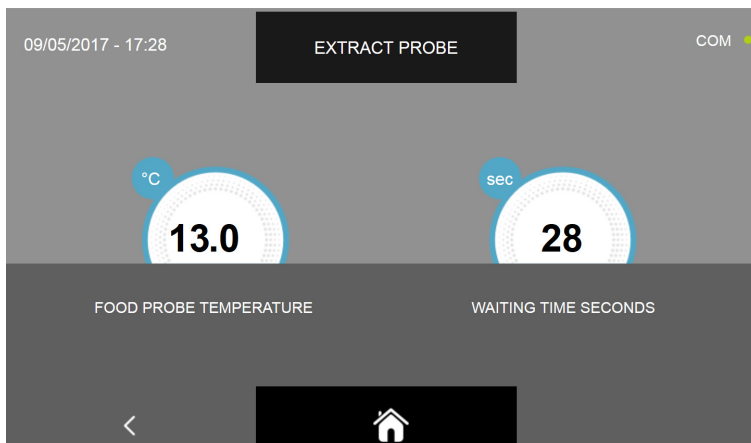 09/05/2017 - 17:28
EXTRACT PROBE
COM
°C
sec
13.0
28
FOOD PROBE TEMPERATURE
WAITING TIME SECONDS